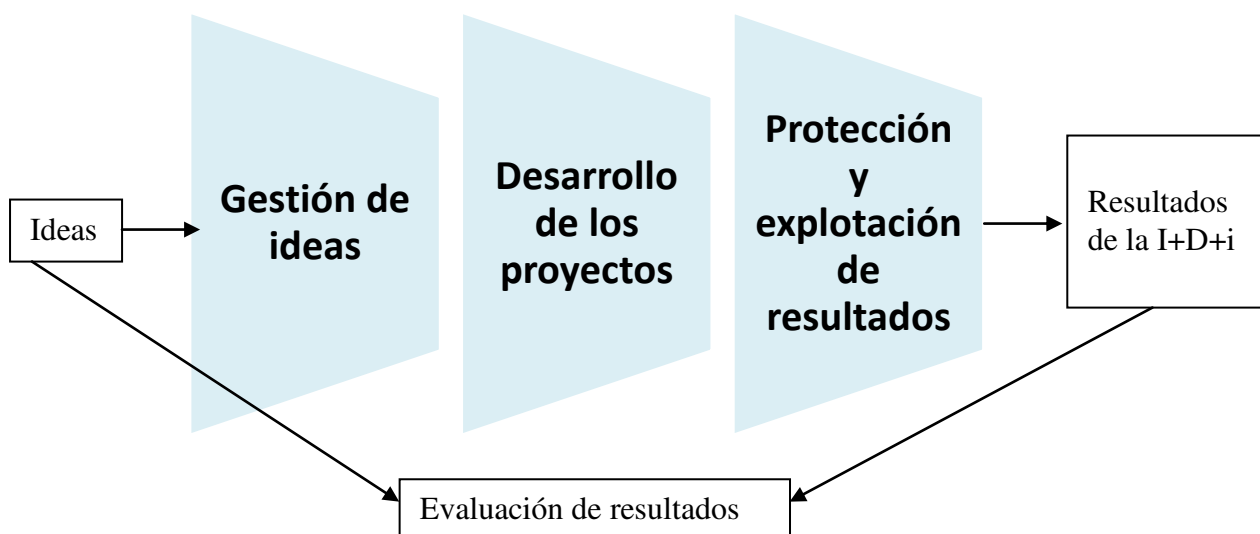 Ideas
Gestión de
ideas
Desarrollo
de los
proyectos
Protección
y
explotación
de
resultados
Resultados
de la I+D+i
Evaluación de resultados